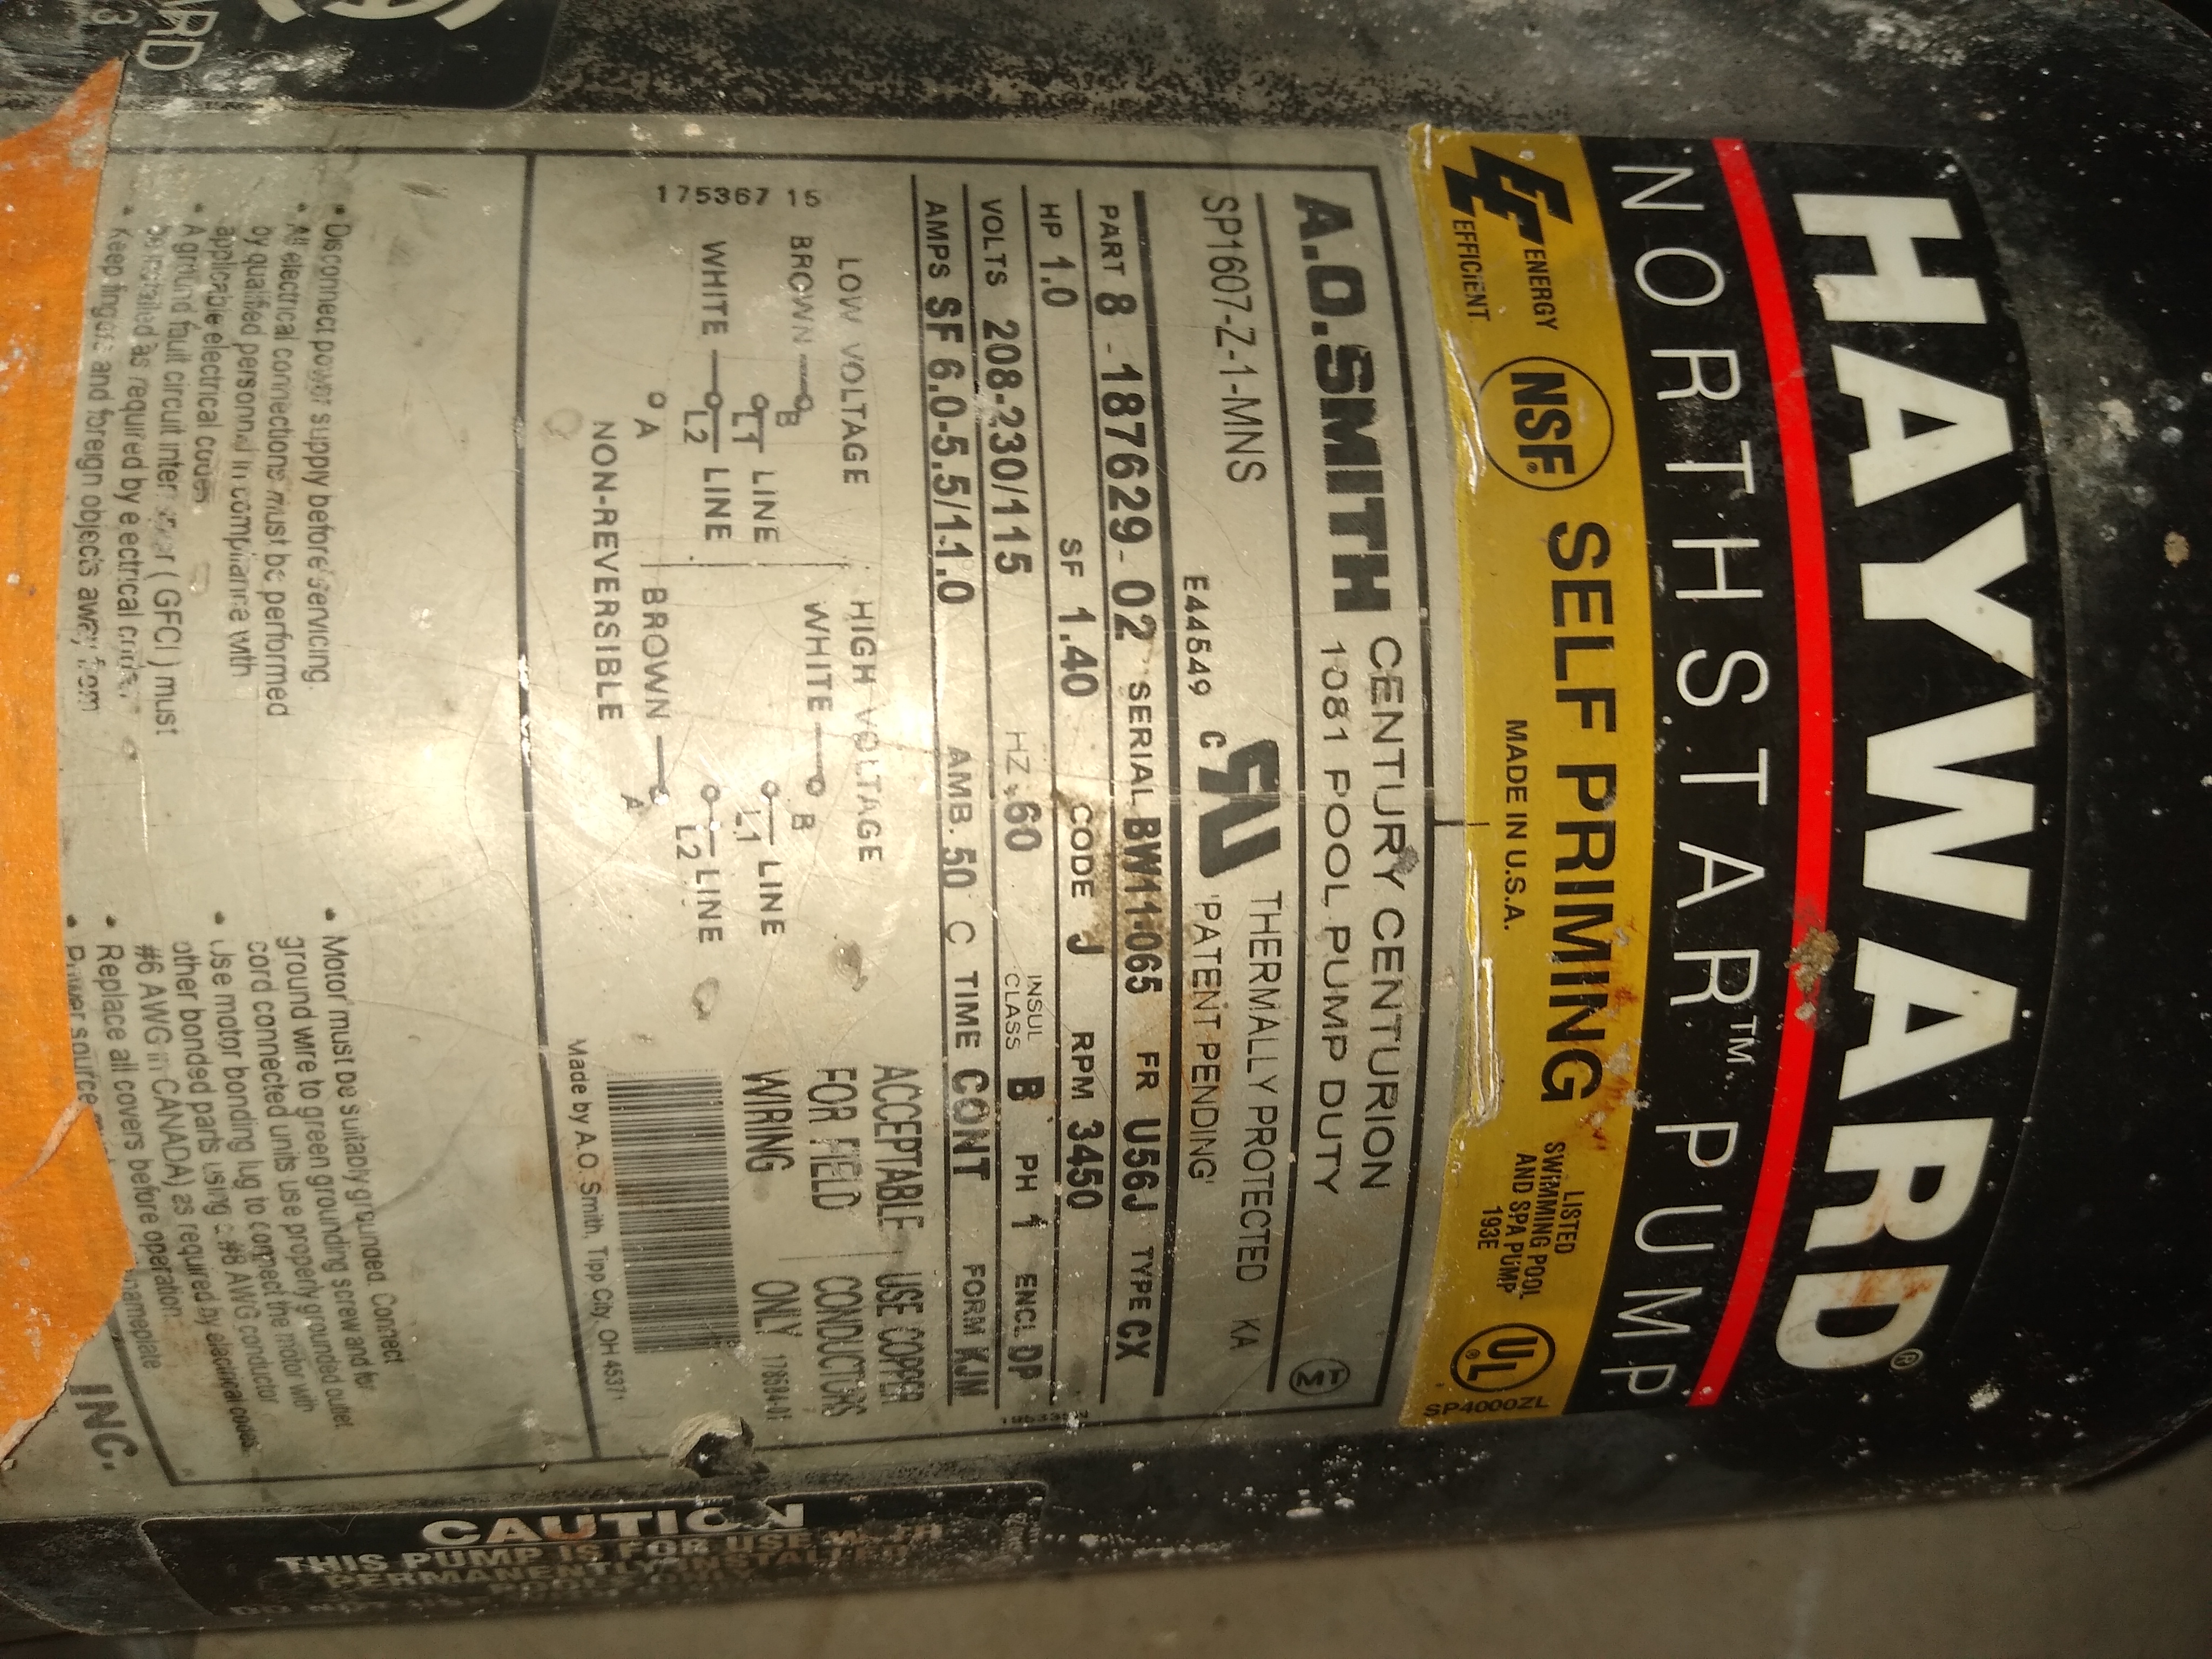 HAYWARD®
NORTHSTAR™ PUMP
ENERGY
EFFICIENT
NSF®
SELF PRIMING
MADE IN U.S.A.
LISTED
SWIMMING POOL
AND SPA PUMP
193E
UL®
SP4000ZL
A.O.SMITH CENTURY CENTURION
1081 POOL PUMP DUTY
SP1607-Z-1-MNS
THERMALLY PROTECTED KA
E44549
'PATENT PENDING'
PART 8-187629-02 SERIAL BW11065 FR U56J TYPE CX
HP 1.0 SF 1.40 CODE J RPM 3450
VOLTS 208-230/115 HZ 60 INSUL CLASS B PH 1 ENCL DP
AMPS SF 6.0-5.5/11.0 AMB. 50 C TIME CONT FORM KJM
175367 15
LOW VOLTAGE
BROWN B
L1 LINE
WHITE L2 LINE
A
HIGH VOLTAGE
WHITE B
L1 LINE
L2 LINE
BROWN A
NON-REVERSIBLE
ACCEPTABLE
FOR FIELD
WIRING
USE COPPER
CONDUCTORS
ONLY
Made by A.O. Smith, Tipp City, OH 45371
• Disconnect power supply before servicing.
• All electrical connections must be performed
by qualified personnel in compliance with
applicable electrical codes
• A ground fault circuit interrupter (GFCI) must
be installed as required by electrical codes.
• Keep fingers and foreign objects away from
• Motor must be suitably grounded. Connect
ground wire to green grounding screw and for
cord connected units use properly grounded outlet
• Use motor bonding lug to connect the motor with
other bonded parts using a #8 AWG conductor
#6 AWG in CANADA) as required by electrical codes.
• Replace all covers before operation.
• Power source nameplate
INC.
CAUTION
THIS PUMP IS FOR USE WITH
PERMANENTLY INSTALLED
POOLS ONLY